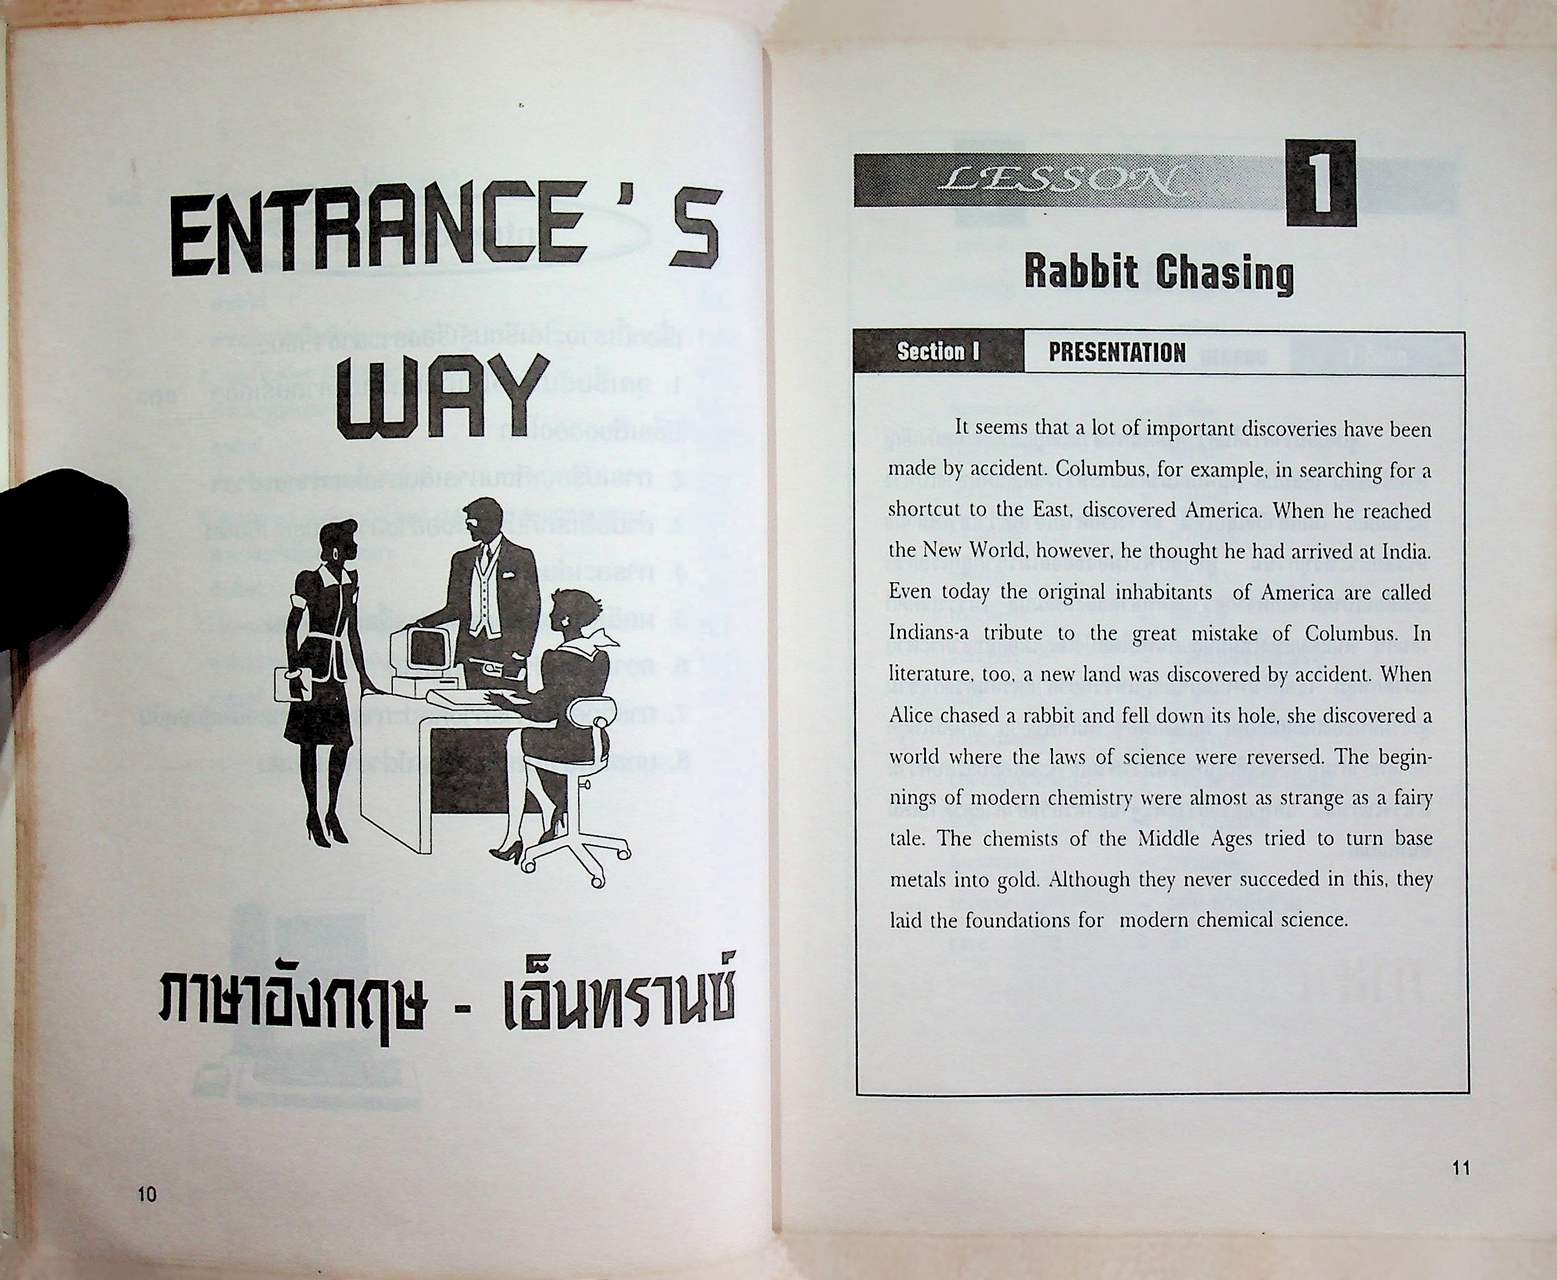 ENTRANCE'S
WAY
ภาษาอังกฤษ - เอ็นทรานซ์
10
LESSON 1
Rabbit Chasing
Section I PRESENTATION
It seems that a lot of important discoveries have been
made by accident. Columbus, for example, in searching for a
shortcut to the East, discovered America. When he reached
the New World, however, he thought he had arrived at India.
Even today the original inhabitants of America are called
Indians-a tribute to the great mistake of Columbus. In
literature, too, a new land was discovered by accident. When
Alice chased a rabbit and fell down its hole, she discovered a
world where the laws of science were reversed. The begin-
nings of modern chemistry were almost as strange as a fairy
tale. The chemists of the Middle Ages tried to turn base
metals into gold. Although they never succeded in this, they
laid the foundations for modern chemical science.
11